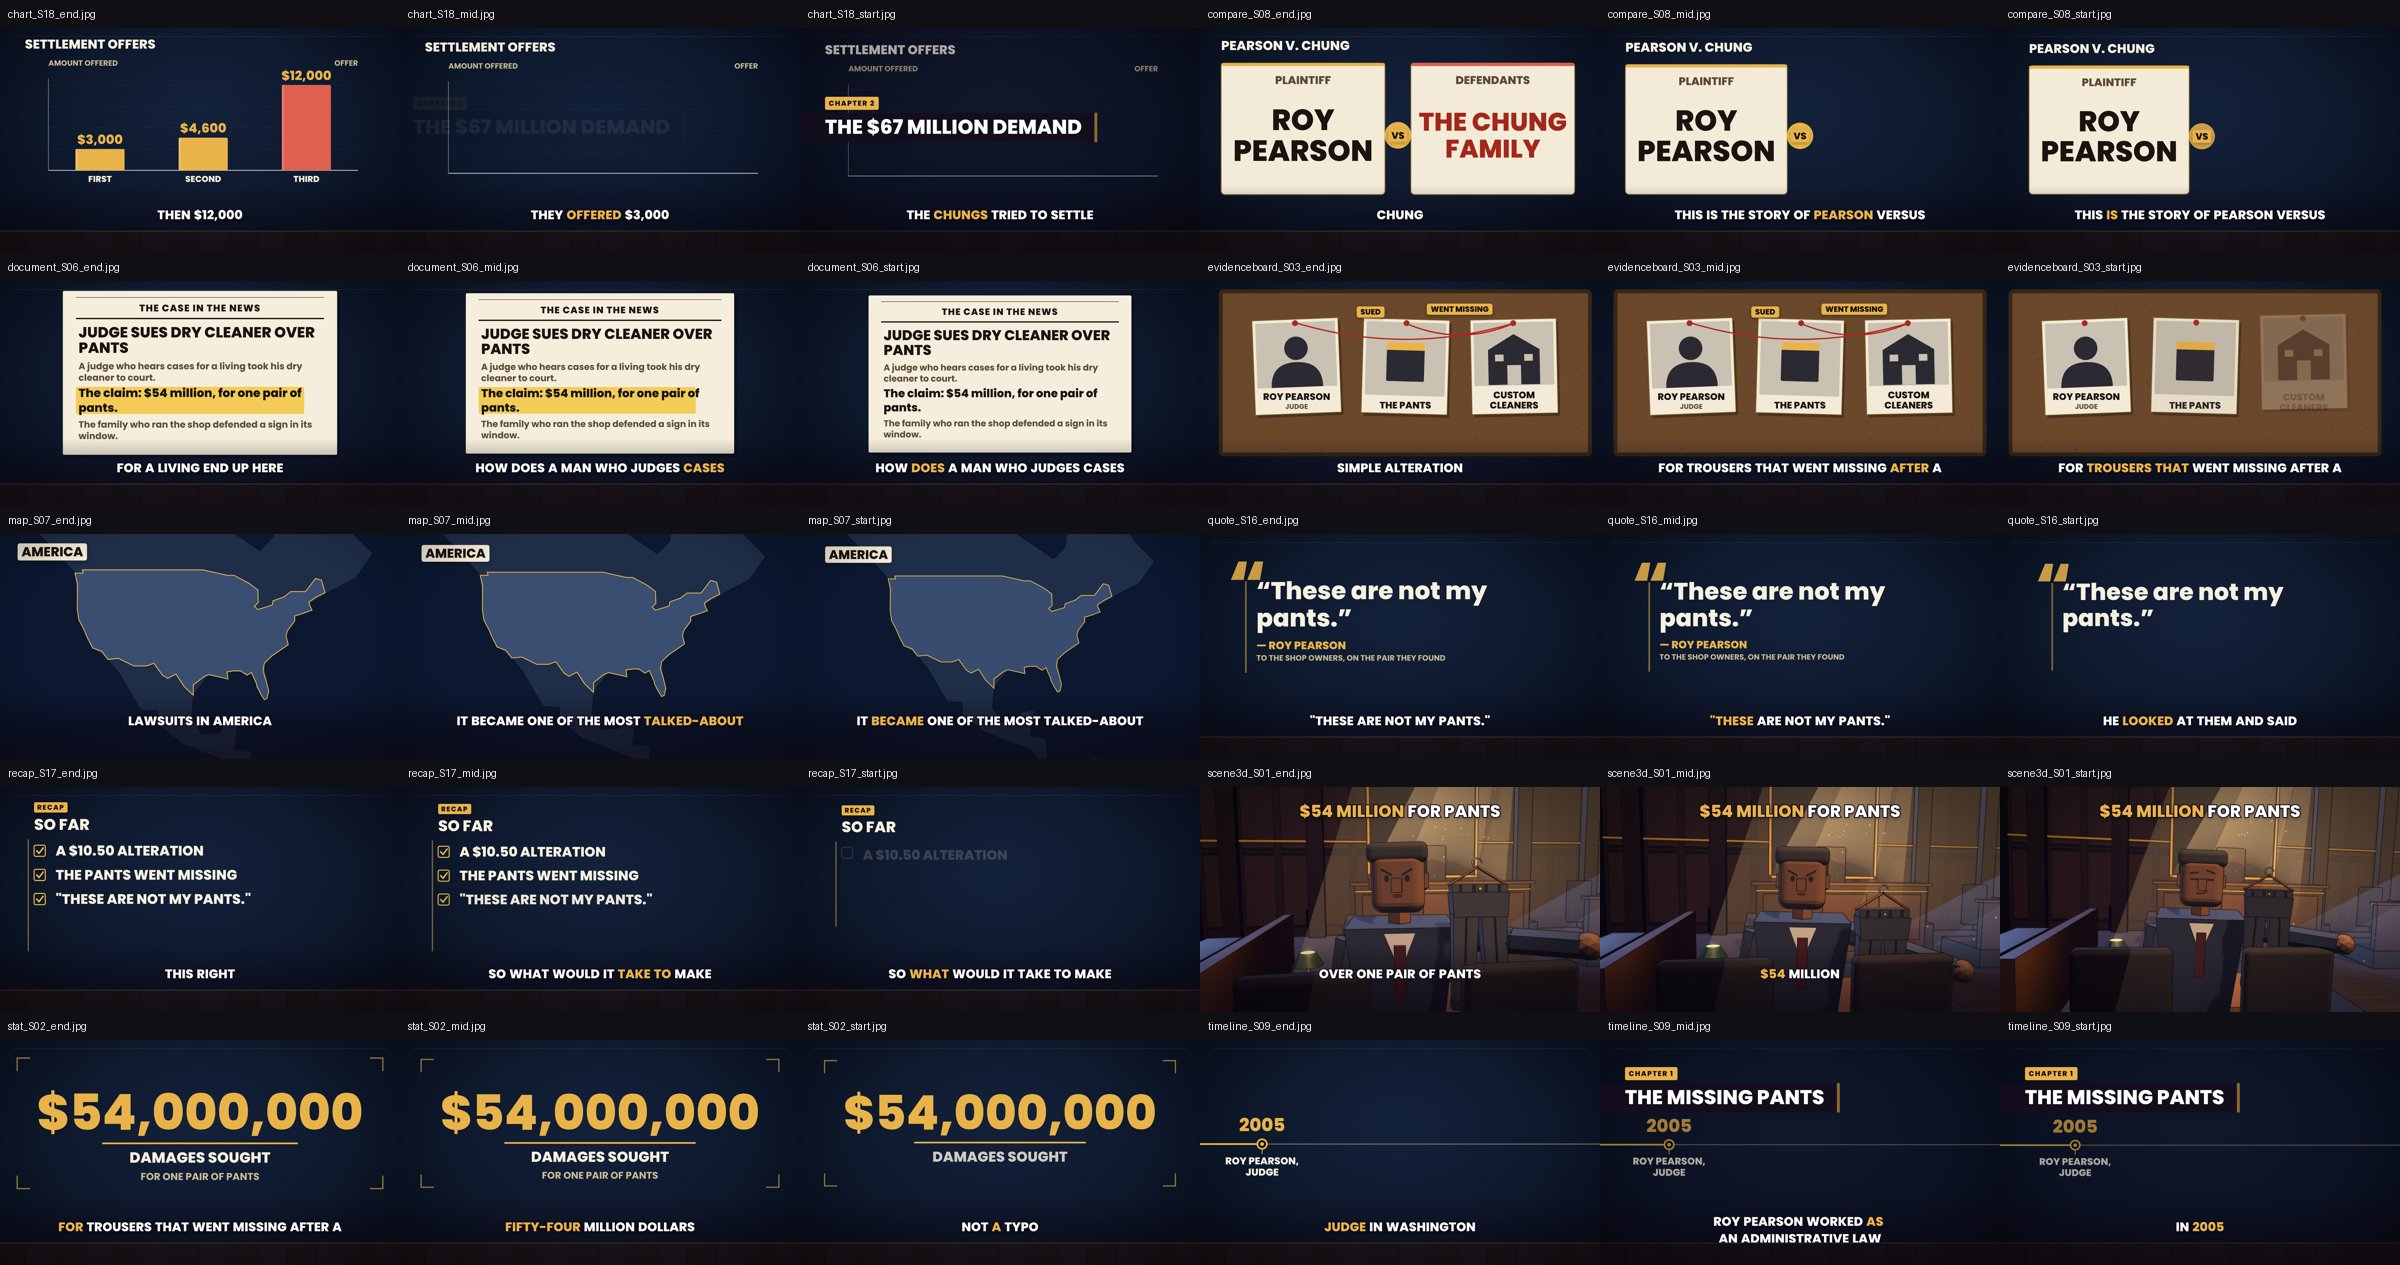 chart_S18_end.jpg
SETTLEMENT OFFERS
AMOUNT OFFERED
OFFER
$12,000
$4,600
$3,000
FIRST
SECOND
THIRD
THEN $12,000
chart_S18_mid.jpg
SETTLEMENT OFFERS
AMOUNT OFFERED
OFFER
CHAPTER 2
THE $67 MILLION DEMAND
THEY OFFERED $3,000
chart_S18_start.jpg
SETTLEMENT OFFERS
AMOUNT OFFERED
OFFER
CHAPTER 2
THE $67 MILLION DEMAND
THE CHUNGS TRIED TO SETTLE
compare_S08_end.jpg
PEARSON V. CHUNG
PLAINTIFF
ROY
PEARSON
VS
DEFENDANTS
THE CHUNG
FAMILY
CHUNG
compare_S08_mid.jpg
PEARSON V. CHUNG
PLAINTIFF
ROY
PEARSON
VS
THIS IS THE STORY OF PEARSON VERSUS
compare_S08_start.jpg
PEARSON V. CHUNG
PLAINTIFF
ROY
PEARSON
VS
THIS IS THE STORY OF PEARSON VERSUS
document_S06_end.jpg
THE CASE IN THE NEWS
JUDGE SUES DRY CLEANER OVER
PANTS
A judge who hears cases for a living took his dry
cleaner to court.
The claim: $54 million, for one pair of
pants.
The family who ran the shop defended a sign in its
window.
FOR A LIVING END UP HERE
document_S06_mid.jpg
THE CASE IN THE NEWS
JUDGE SUES DRY CLEANER OVER
PANTS
A judge who hears cases for a living took his dry
cleaner to court.
The claim: $54 million, for one pair of
pants.
The family who ran the shop defended a sign in its
window.
HOW DOES A MAN WHO JUDGES CASES
document_S06_start.jpg
THE CASE IN THE NEWS
JUDGE SUES DRY CLEANER OVER
PANTS
A judge who hears cases for a living took his dry
cleaner to court.
The claim: $54 million, for one pair of
pants.
The family who ran the shop defended a sign in its
window.
HOW DOES A MAN WHO JUDGES CASES
evidenceboard_S03_end.jpg
SUED
WENT MISSING
ROY PEARSON
JUDGE
THE PANTS
CUSTOM
CLEANERS
SIMPLE ALTERATION
evidenceboard_S03_mid.jpg
SUED
WENT MISSING
ROY PEARSON
JUDGE
THE PANTS
CUSTOM
CLEANERS
FOR TROUSERS THAT WENT MISSING AFTER A
evidenceboard_S03_start.jpg
ROY PEARSON
JUDGE
THE PANTS
CUSTOM
CLEANERS
FOR TROUSERS THAT WENT MISSING AFTER A
map_S07_end.jpg
AMERICA
LAWSUITS IN AMERICA
map_S07_mid.jpg
AMERICA
IT BECAME ONE OF THE MOST TALKED-ABOUT
map_S07_start.jpg
AMERICA
IT BECAME ONE OF THE MOST TALKED-ABOUT
quote_S16_end.jpg
“These are not my
pants.”
— ROY PEARSON
TO THE SHOP OWNERS, ON THE PAIR THEY FOUND
"THESE ARE NOT MY PANTS."
quote_S16_mid.jpg
“These are not my
pants.”
— ROY PEARSON
TO THE SHOP OWNERS, ON THE PAIR THEY FOUND
"THESE ARE NOT MY PANTS."
quote_S16_start.jpg
“These are not my
pants.”
HE LOOKED AT THEM AND SAID
recap_S17_end.jpg
RECAP
SO FAR
A $10.50 ALTERATION
THE PANTS WENT MISSING
"THESE ARE NOT MY PANTS."
THIS RIGHT
recap_S17_mid.jpg
RECAP
SO FAR
A $10.50 ALTERATION
THE PANTS WENT MISSING
"THESE ARE NOT MY PANTS."
SO WHAT WOULD IT TAKE TO MAKE
recap_S17_start.jpg
RECAP
SO FAR
A $10.50 ALTERATION
SO WHAT WOULD IT TAKE TO MAKE
scene3d_S01_end.jpg
$54 MILLION FOR PANTS
OVER ONE PAIR OF PANTS
scene3d_S01_mid.jpg
$54 MILLION FOR PANTS
$54 MILLION
scene3d_S01_start.jpg
$54 MILLION FOR PANTS
stat_S02_end.jpg
$54,000,000
DAMAGES SOUGHT
FOR ONE PAIR OF PANTS
FOR TROUSERS THAT WENT MISSING AFTER A
stat_S02_mid.jpg
$54,000,000
DAMAGES SOUGHT
FOR ONE PAIR OF PANTS
FIFTY-FOUR MILLION DOLLARS
stat_S02_start.jpg
$54,000,000
DAMAGES SOUGHT
NOT A TYPO
timeline_S09_end.jpg
2005
ROY PEARSON,
JUDGE
JUDGE IN WASHINGTON
timeline_S09_mid.jpg
CHAPTER 1
THE MISSING PANTS
2005
ROY PEARSON,
JUDGE
ROY PEARSON WORKED AS
AN ADMINISTRATIVE LAW
timeline_S09_start.jpg
CHAPTER 1
THE MISSING PANTS
2005
ROY PEARSON,
JUDGE
IN 2005